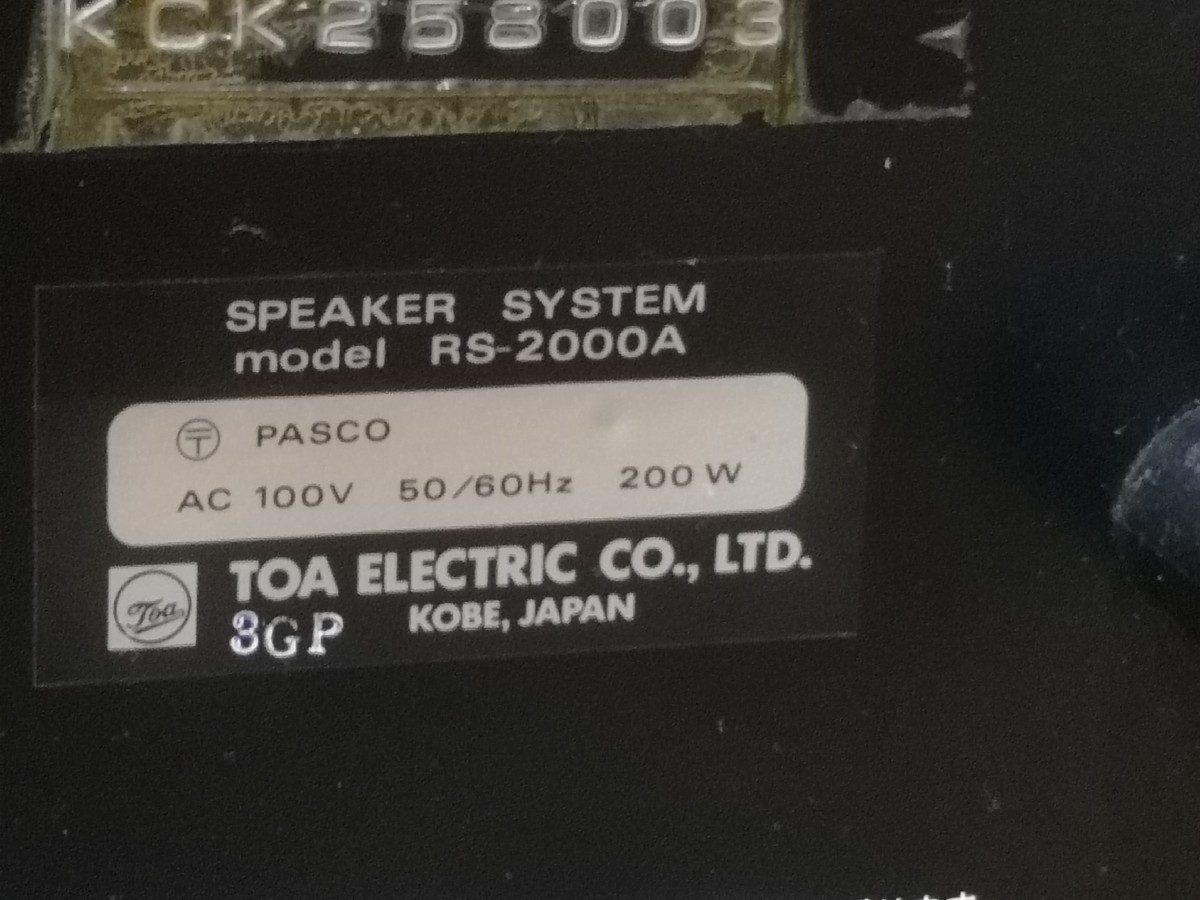 KCK258003
SPEAKER SYSTEM
model RS-2000A
〒 PASCO
AC 100V 50/60Hz 200 W
Toa
TOA ELECTRIC CO., LTD.
3GP KOBE, JAPAN